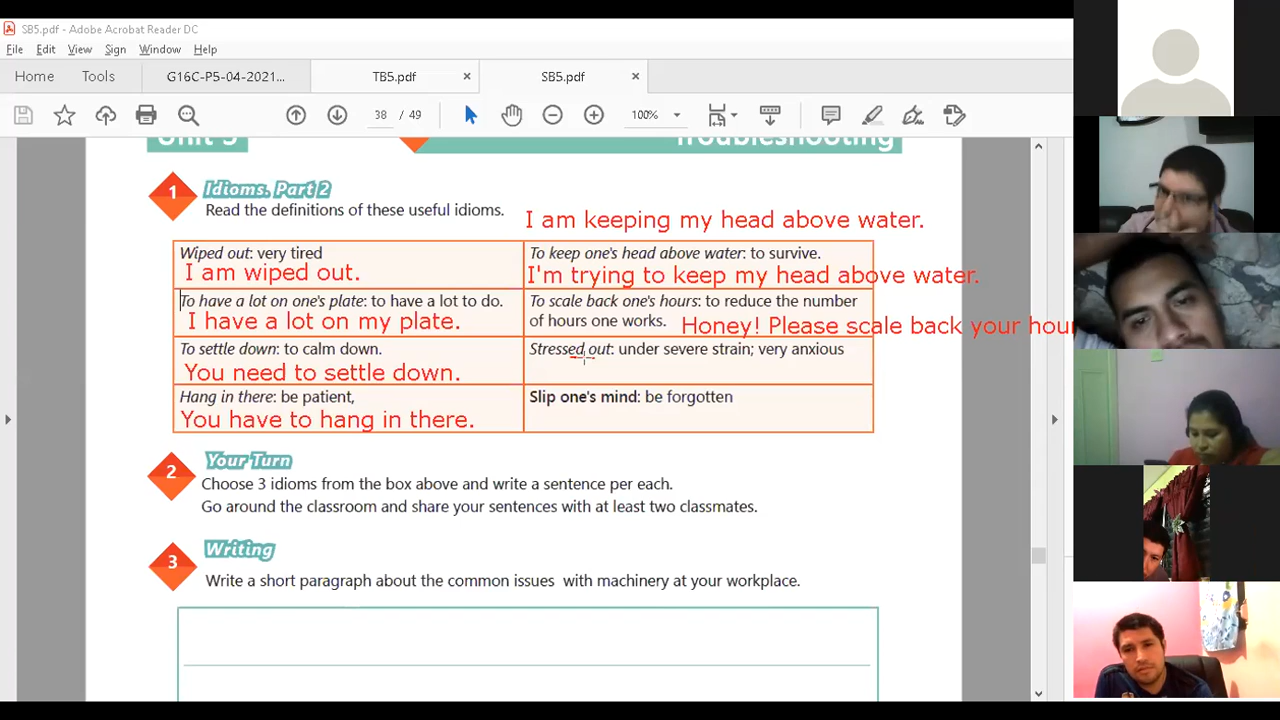 SB5.pdf - Adobe Acrobat Reader DC
File Edit View Sign Window Help
Home Tools G16C-P5-04-2021... TB5.pdf × SB5.pdf ×
38 / 49 100%
Unit 5 Troubleshooting
1 Idioms. Part 2
Read the definitions of these useful idioms.
I am keeping my head above water.
Wiped out: very tired
I am wiped out.
To keep one's head above water: to survive.
I'm trying to keep my head above water.
To have a lot on one's plate: to have a lot to do.
I have a lot on my plate.
To scale back one's hours: to reduce the number
of hours one works.
Honey! Please scale back your hour
To settle down: to calm down.
You need to settle down.
Stressed out: under severe strain; very anxious
Hang in there: be patient,
You have to hang in there.
Slip one's mind: be forgotten
2 Your Turn
Choose 3 idioms from the box above and write a sentence per each.
Go around the classroom and share your sentences with at least two classmates.
3 Writing
Write a short paragraph about the common issues with machinery at your workplace.